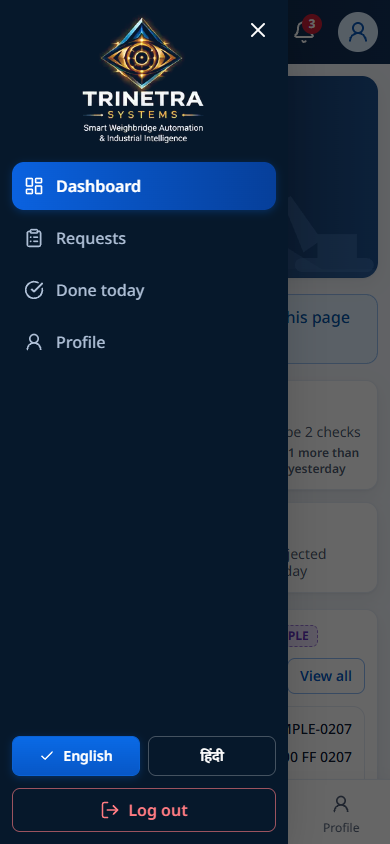 TRINETRA
SYSTEMS
Smart Weighbridge Automation
& Industrial Intelligence
3
Dashboard
Requests
Done today
Profile
his page
2 checks
1 more than
yesterday
jected
day
PLE
View all
MPLE-0207
00 FF 0207
English
हिंदी
Log out
Profile